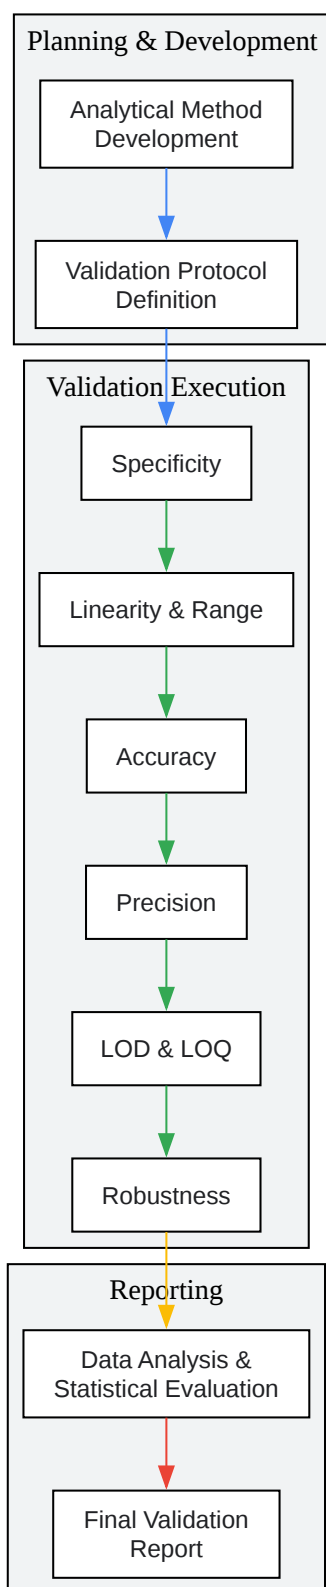 Planning & Development
Analytical Method
Development
Validation Protocol
Definition
Validation Execution
Specificity
Linearity & Range
Accuracy
Precision
LOD & LOQ
Robustness
Reporting
Data Analysis &
Statistical Evaluation
Final Validation
Report